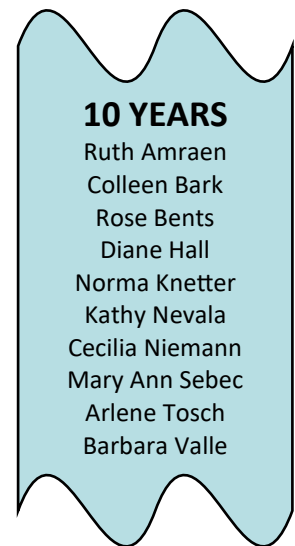 10 YEARS
Ruth Amraen
Colleen Bark
Rose Bents
Diane Hall
Norma Knetter
Kathy Nevala
Cecilia Niemann
Mary Ann Sebec
Arlene Tosch
Barbara Valle